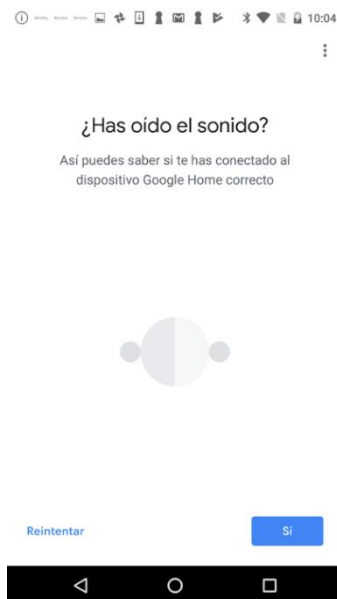 10:04
¿Has oído el sonido?
Así puedes saber si te has conectado al
dispositivo Google Home correcto
Reintentar
Sí